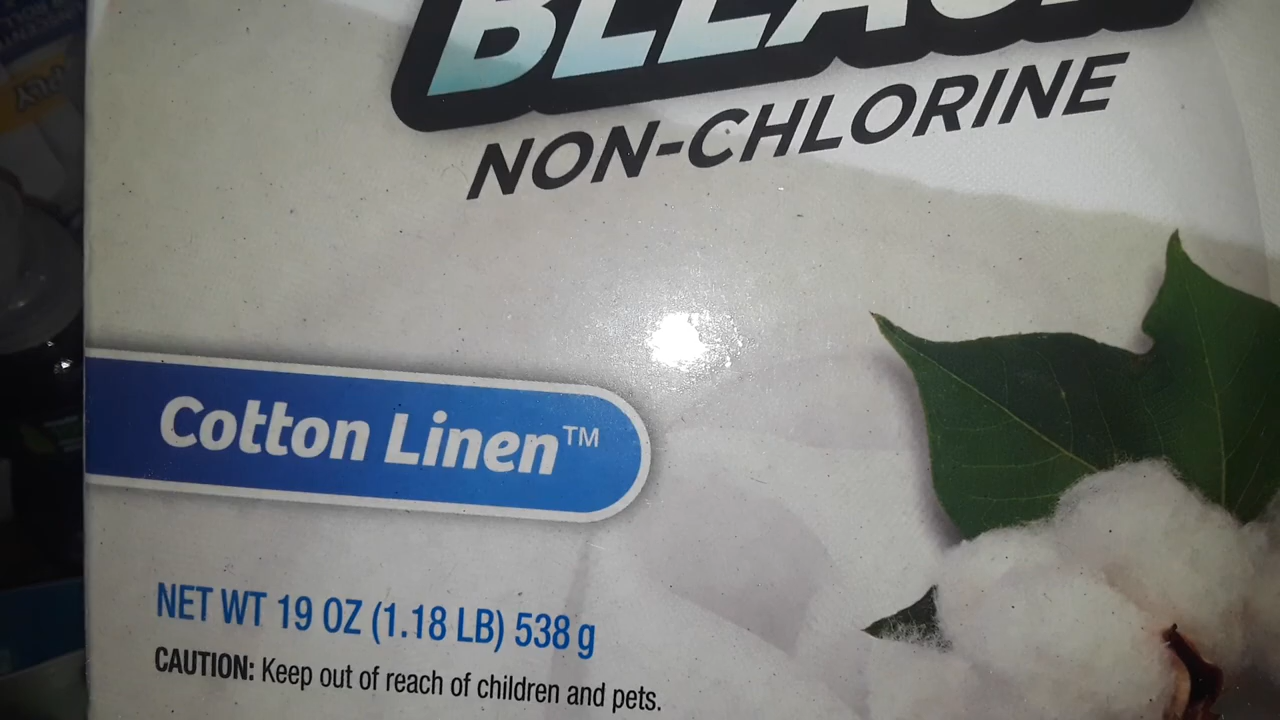 BLEACH
NON-CHLORINE
Cotton Linen™
NET WT 19 OZ (1.18 LB) 538 g
CAUTION: Keep out of reach of children and pets.